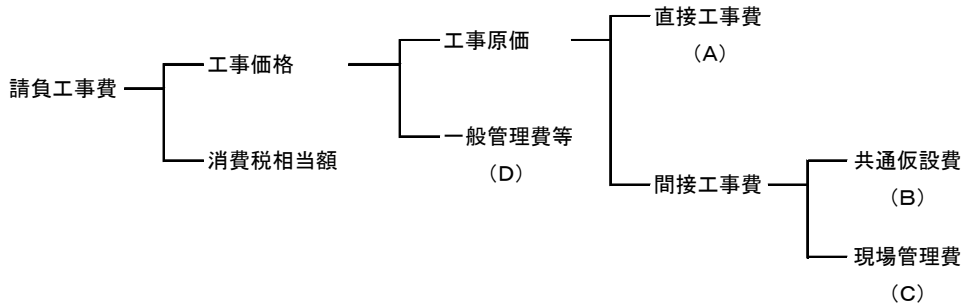 請負工事費
工事価格
消費税相当額
工事原価
一般管理費等
（D）
直接工事費
（A）
間接工事費
共通仮設費
（B）
現場管理費
（C）